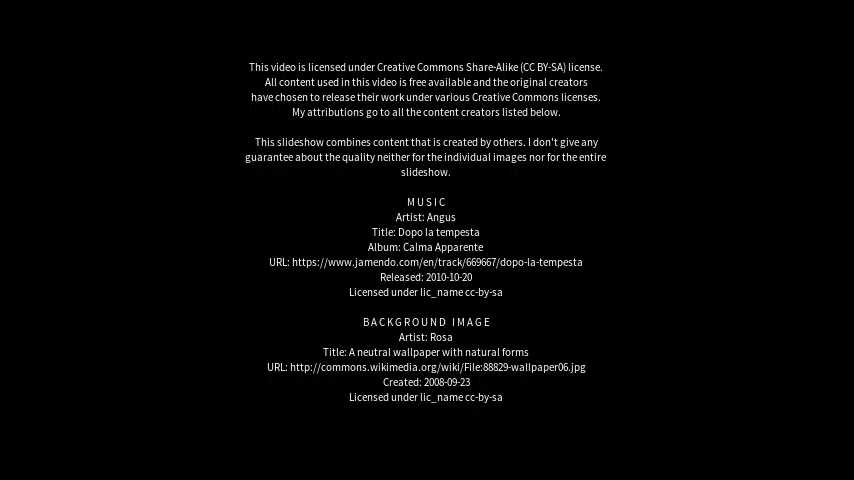 This video is licensed under Creative Commons Share-Alike (CC BY-SA) license.
All content used in this video is free available and the original creators
have chosen to release their work under various Creative Commons licenses.
My attributions go to all the content creators listed below.
This slideshow combines content that is created by others. I don't give any
guarantee about the quality neither for the individual images nor for the entire
slideshow.
MUSIC
Artist: Angus
Title: Dopo la tempesta
Album: Calma Apparente
URL: https://www.jamendo.com/en/track/669667/dopo-la-tempesta
Released: 2010-10-20
Licensed under lic_name cc-by-sa
BACKGROUND IMAGE
Artist: Rosa
Title: A neutral wallpaper with natural forms
URL: http://commons.wikimedia.org/wiki/File:88829-wallpaper06.jpg
Created: 2008-09-23
Licensed under lic_name cc-by-sa